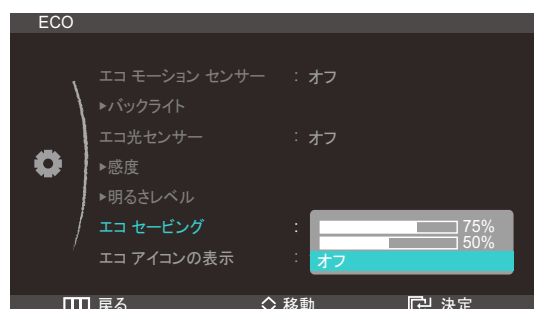 ECO
エコ モーション センサー : オフ
▶バックライト
エコ光センサー : オフ
▶感度
▶明るさレベル
エコ セービング : 75%
50%
エコ アイコンの表示 : オフ
戻る 移動 決定